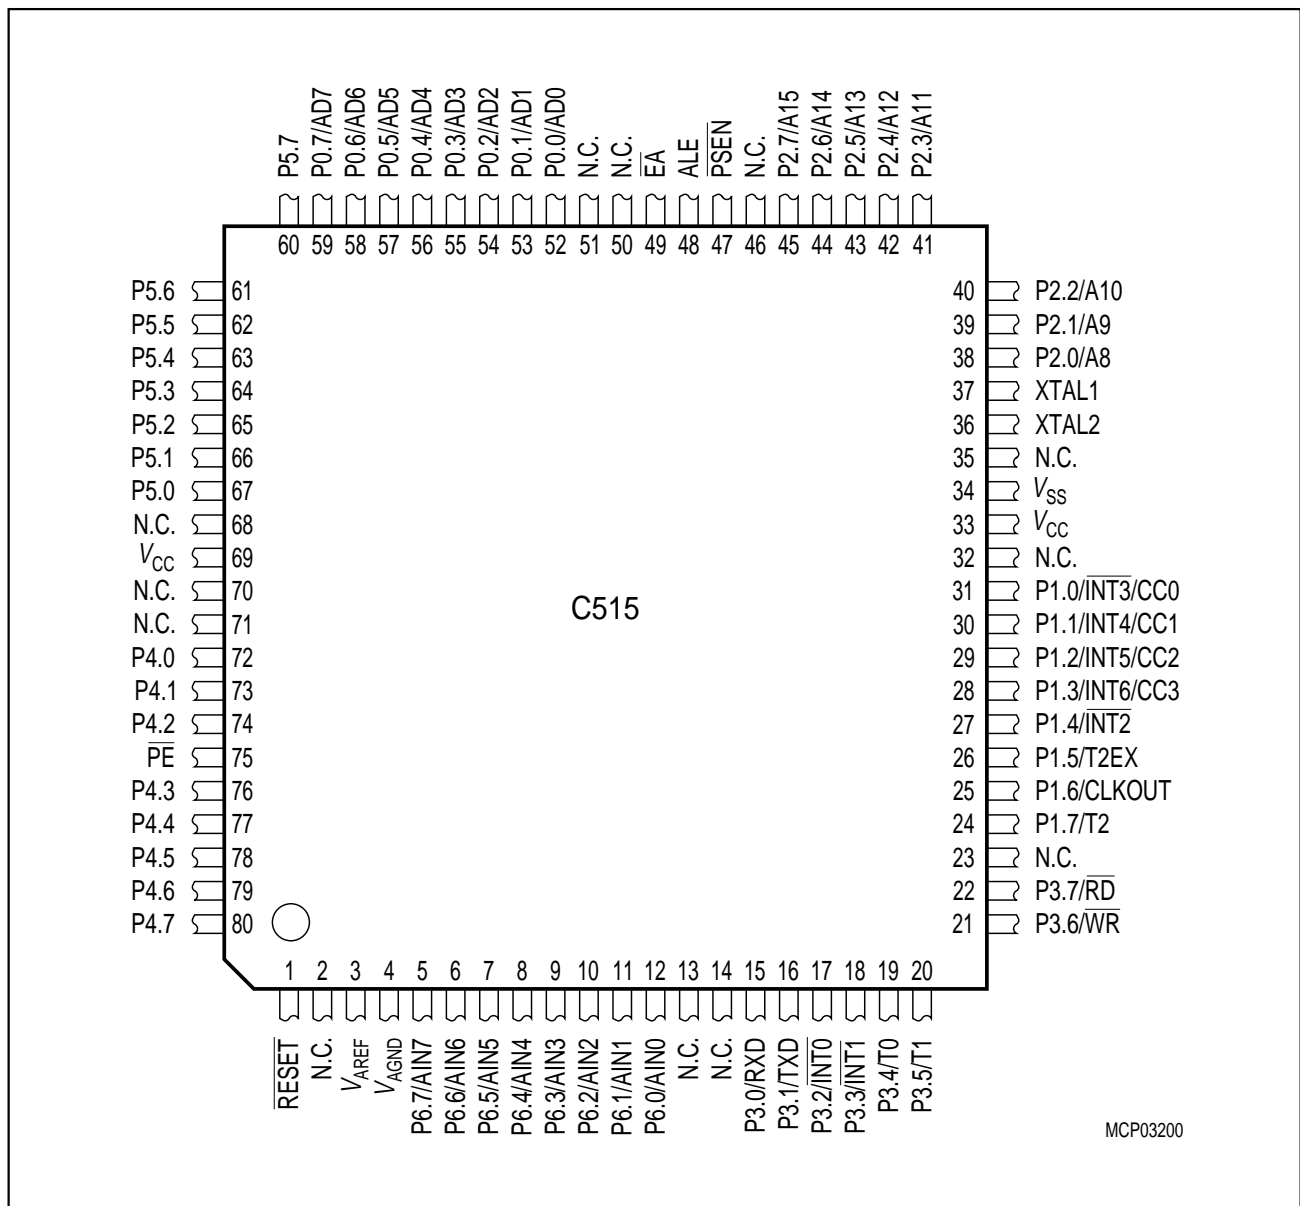 P5.7
P0.7/AD7
P0.6/AD6
P0.5/AD5
P0.4/AD4
P0.3/AD3
P0.2/AD2
P0.1/AD1
P0.0/AD0
N.C.
N.C.
E̅A̅
ALE
P̅S̅E̅N̅
N.C.
P2.7/A15
P2.6/A14
P2.5/A13
P2.4/A12
P2.3/A11
60 59 58 57 56 55 54 53 52 51 50 49 48 47 46 45 44 43 42 41
P5.6 61 40 P2.2/A10
P5.5 62 39 P2.1/A9
P5.4 63 38 P2.0/A8
P5.3 64 37 XTAL1
P5.2 65 36 XTAL2
P5.1 66 35 N.C.
P5.0 67 34 VSS
N.C. 68 33 VCC
VCC 69 32 N.C.
N.C. 70 31 P1.0/I̅N̅T̅3̅/CC0
C515
N.C. 71 30 P1.1/INT4/CC1
P4.0 72 29 P1.2/INT5/CC2
P4.1 73 28 P1.3/INT6/CC3
P4.2 74 27 P1.4/I̅N̅T̅2̅
P̅E̅ 75 26 P1.5/T2EX
P4.3 76 25 P1.6/CLKOUT
P4.4 77 24 P1.7/T2
P4.5 78 23 N.C.
P4.6 79 22 P3.7/R̅D̅
P4.7 80 21 P3.6/W̅R̅
1 2 3 4 5 6 7 8 9 10 11 12 13 14 15 16 17 18 19 20
R̅E̅S̅E̅T̅
N.C.
VAREF
VAGND
P6.7/AIN7
P6.6/AIN6
P6.5/AIN5
P6.4/AIN4
P6.3/AIN3
P6.2/AIN2
P6.1/AIN1
P6.0/AIN0
N.C.
N.C.
P3.0/RXD
P3.1/TXD
P3.2/I̅N̅T̅0̅
P3.3/I̅N̅T̅1̅
P3.4/T0
P3.5/T1
MCP03200